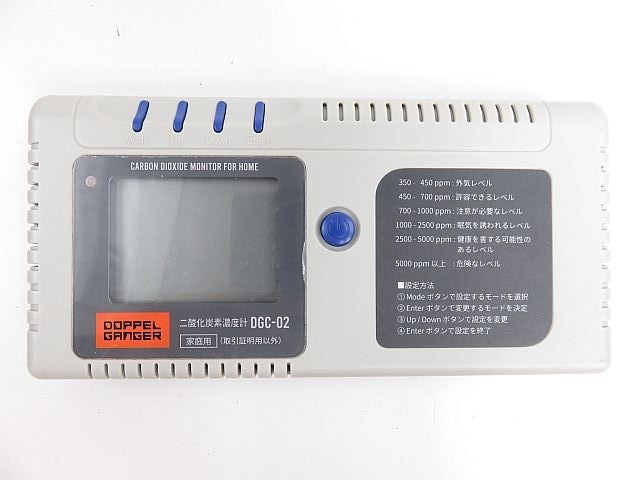 Mode Up Down Enter
CARBON DIOXIDE MONITOR FOR HOME
DOPPEL
GANGER
二酸化炭素濃度計 DGC-02
家庭用 (取引証明用以外)
350 - 450 ppm : 外気レベル
450 - 700 ppm : 許容できるレベル
700 - 1000 ppm : 注意が必要なレベル
1000 - 2500 ppm : 眠気を誘われるレベル
2500 - 5000 ppm : 健康を害する可能性の
あるレベル
5000 ppm 以上 : 危険なレベル
■設定方法
① Mode ボタンで設定するモードを選択
② Enter ボタンで変更するモードを決定
③ Up / Down ボタンで設定を変更
④ Enter ボタンで設定を終了